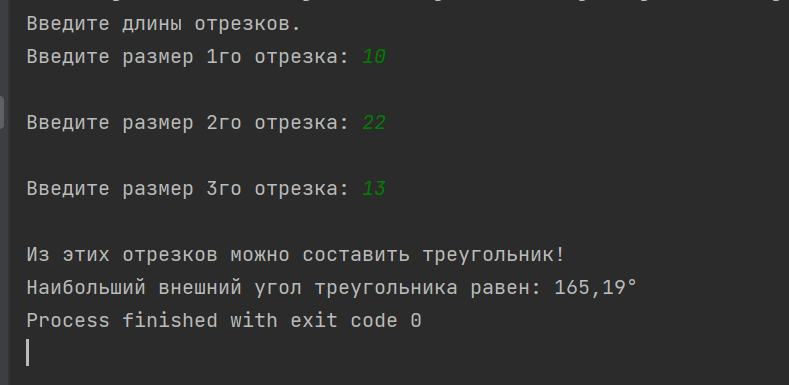 Введите длины отрезков.
Введите размер 1го отрезка: 10
Введите размер 2го отрезка: 22
Введите размер 3го отрезка: 13
Из этих отрезков можно составить треугольник!
Наибольший внешний угол треугольника равен: 165,19°
Process finished with exit code 0